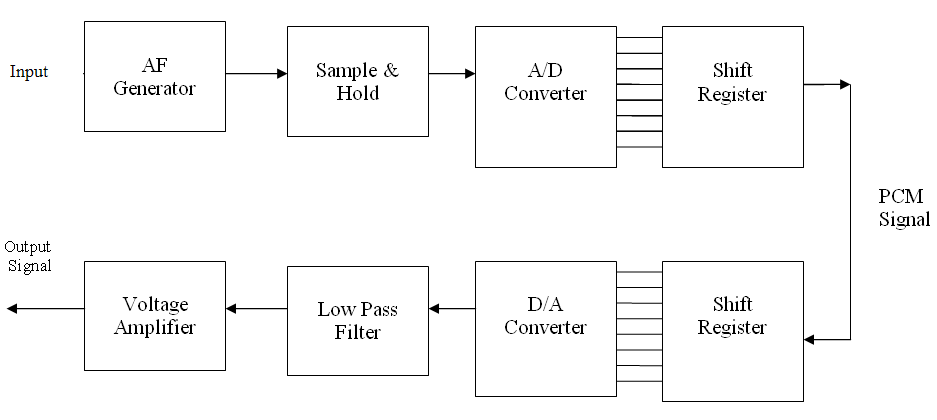 Input
AF
Generator
Sample &
Hold
A/D
Converter
Shift
Register
PCM
Signal
Output
Signal
Voltage
Amplifier
Low Pass
Filter
D/A
Converter
Shift
Register